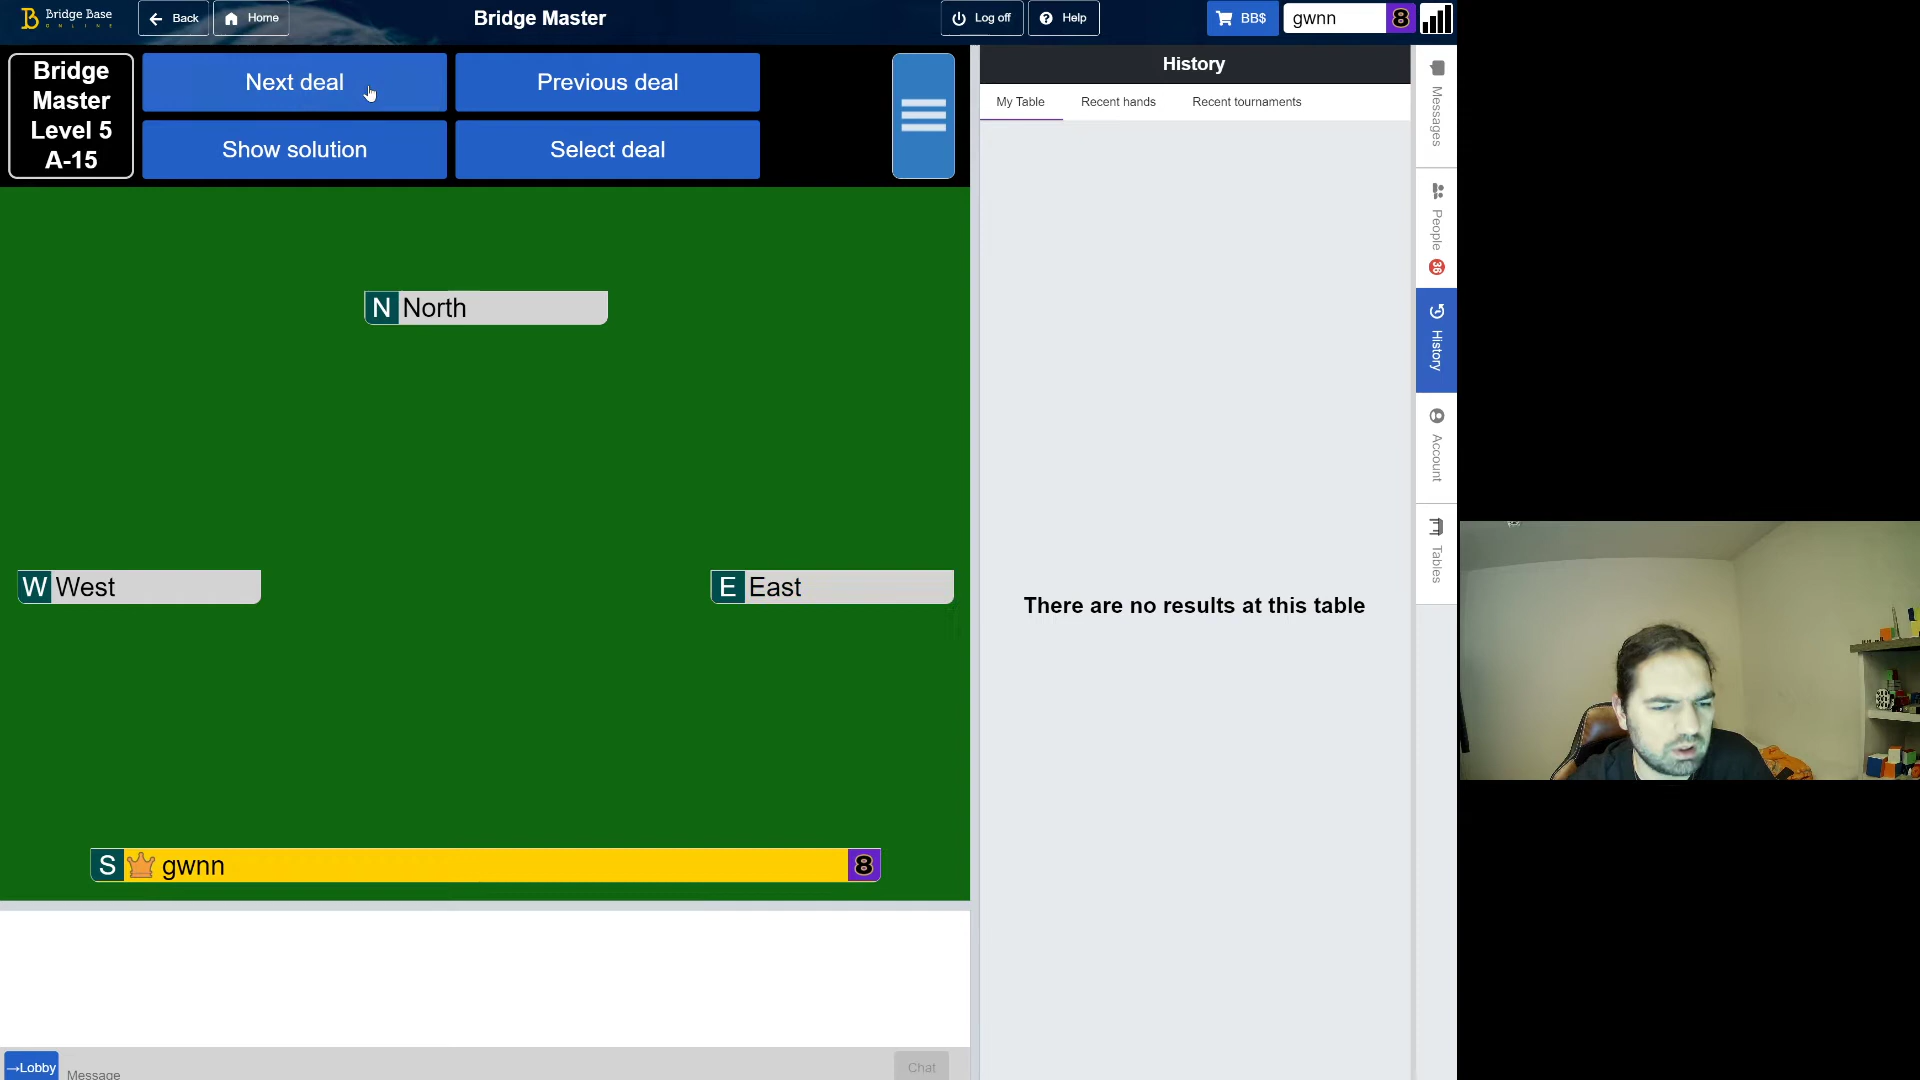 Bridge Base
ONLINE
Back
Home
Bridge Master
Log off
Help
BB$
gwnn
8
Bridge
Master
Level 5
A-15
Next deal
Previous deal
Show solution
Select deal
History
My Table
Recent hands
Recent tournaments
There are no results at this table
Messages
People
36
History
Account
Tables
N North
W West
E East
S gwnn 8
→Lobby
Message
Chat